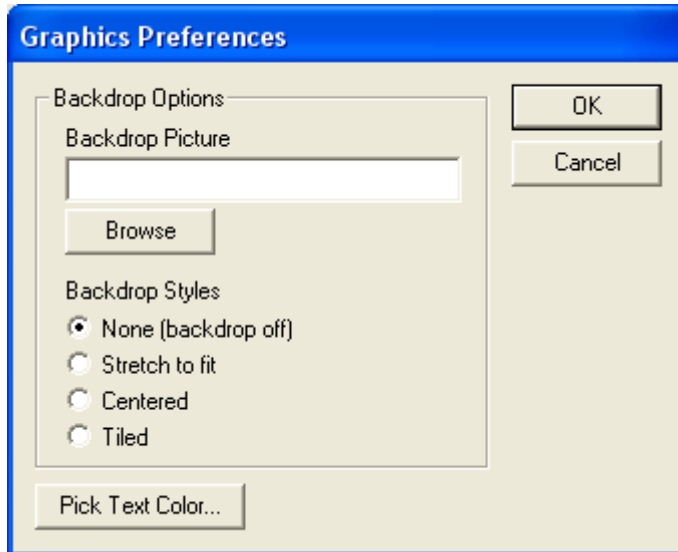 Graphics Preferences
Backdrop Options
Backdrop Picture
Browse
Backdrop Styles
None (backdrop off)
Stretch to fit
Centered
Tiled
Pick Text Color...
OK
Cancel